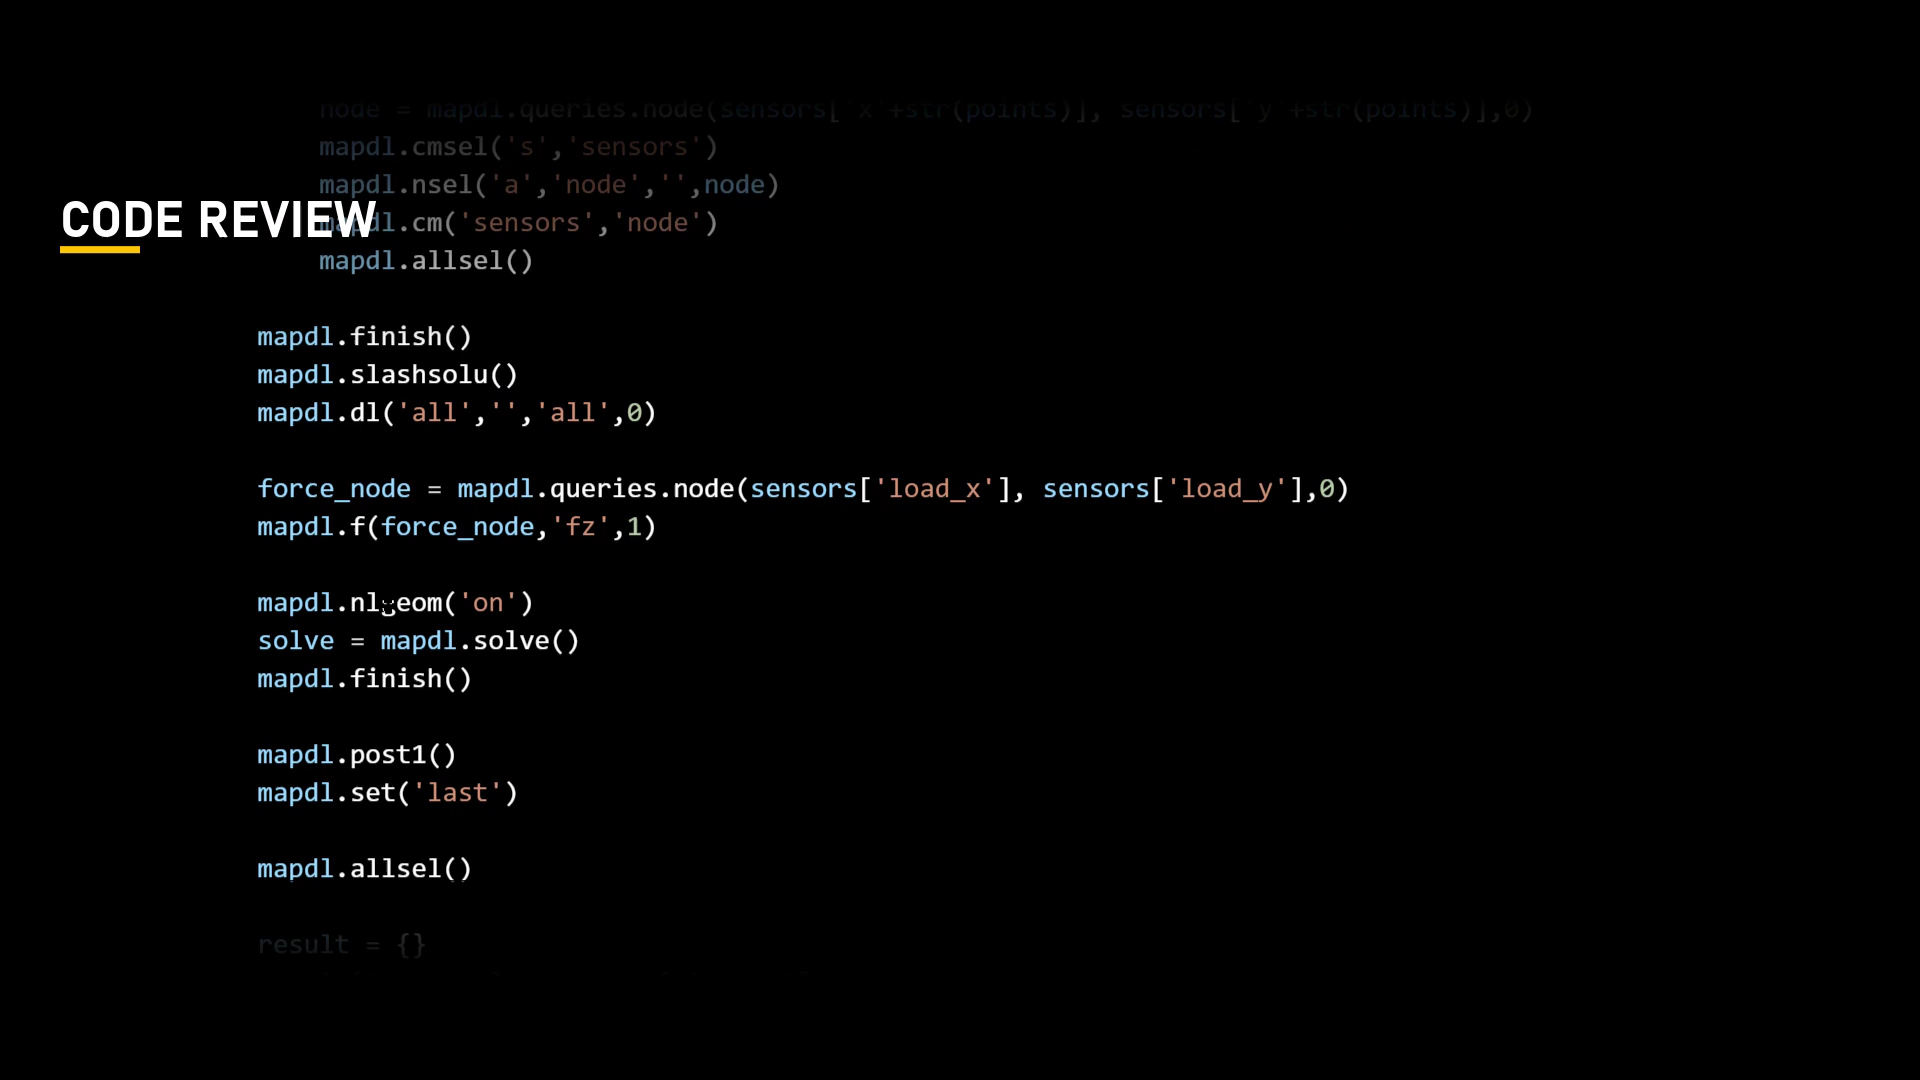 node = mapdl.queries.node(sensors['x'+str(points)], sensors['y'+str(points)],0)
mapdl.cmsel('s','sensors')
mapdl.nsel('a','node','',node)
CODE REVIEW
mapdl.cm('sensors','node')
mapdl.allsel()
mapdl.finish()
mapdl.slashsolu()
mapdl.dl('all','','all',0)
force_node = mapdl.queries.node(sensors['load_x'], sensors['load_y'],0)
mapdl.f(force_node,'fz',1)
mapdl.nlgeom('on')
solve = mapdl.solve()
mapdl.finish()
mapdl.post1()
mapdl.set('last')
mapdl.allsel()
result = {}